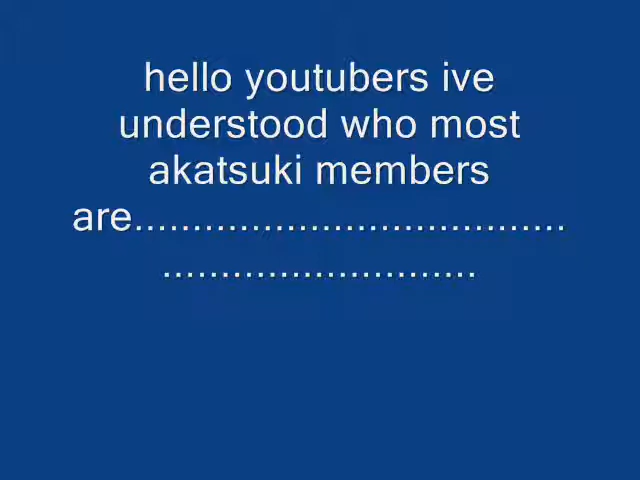 hello youtubers ive
understood who most
akatsuki members
are.....................................
...........................